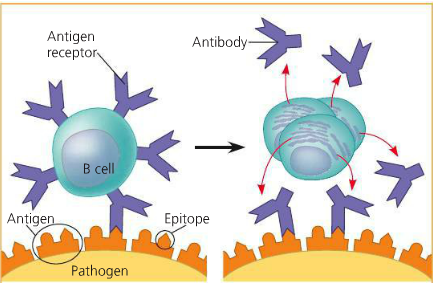 Antigen
receptor
Antibody
B cell
Antigen
Epitope
Pathogen